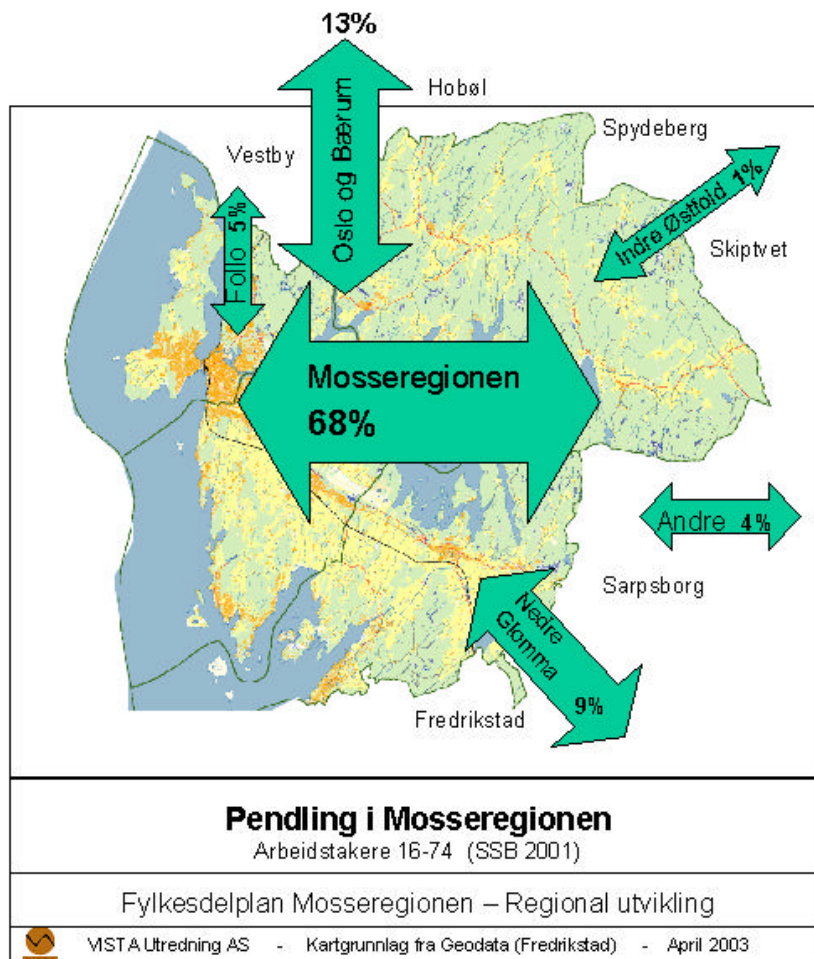 13%
Hobøl
Oslo og Bærum
Spydeberg
Vestby
Indre Østfold 1%
Follo 5%
Skiptvet
Mosseregionen
68%
Andre 4%
Sarpsborg
Nedre
Glomma
9%
Fredrikstad
Pendling i Mosseregionen
Arbeidstakere 16-74 (SSB 2001)
Fylkesdelplan Mosseregionen – Regional utvikling
VISTA Utredning AS - Kartgrunnlag fra Geodata (Fredrikstad) - April 2003